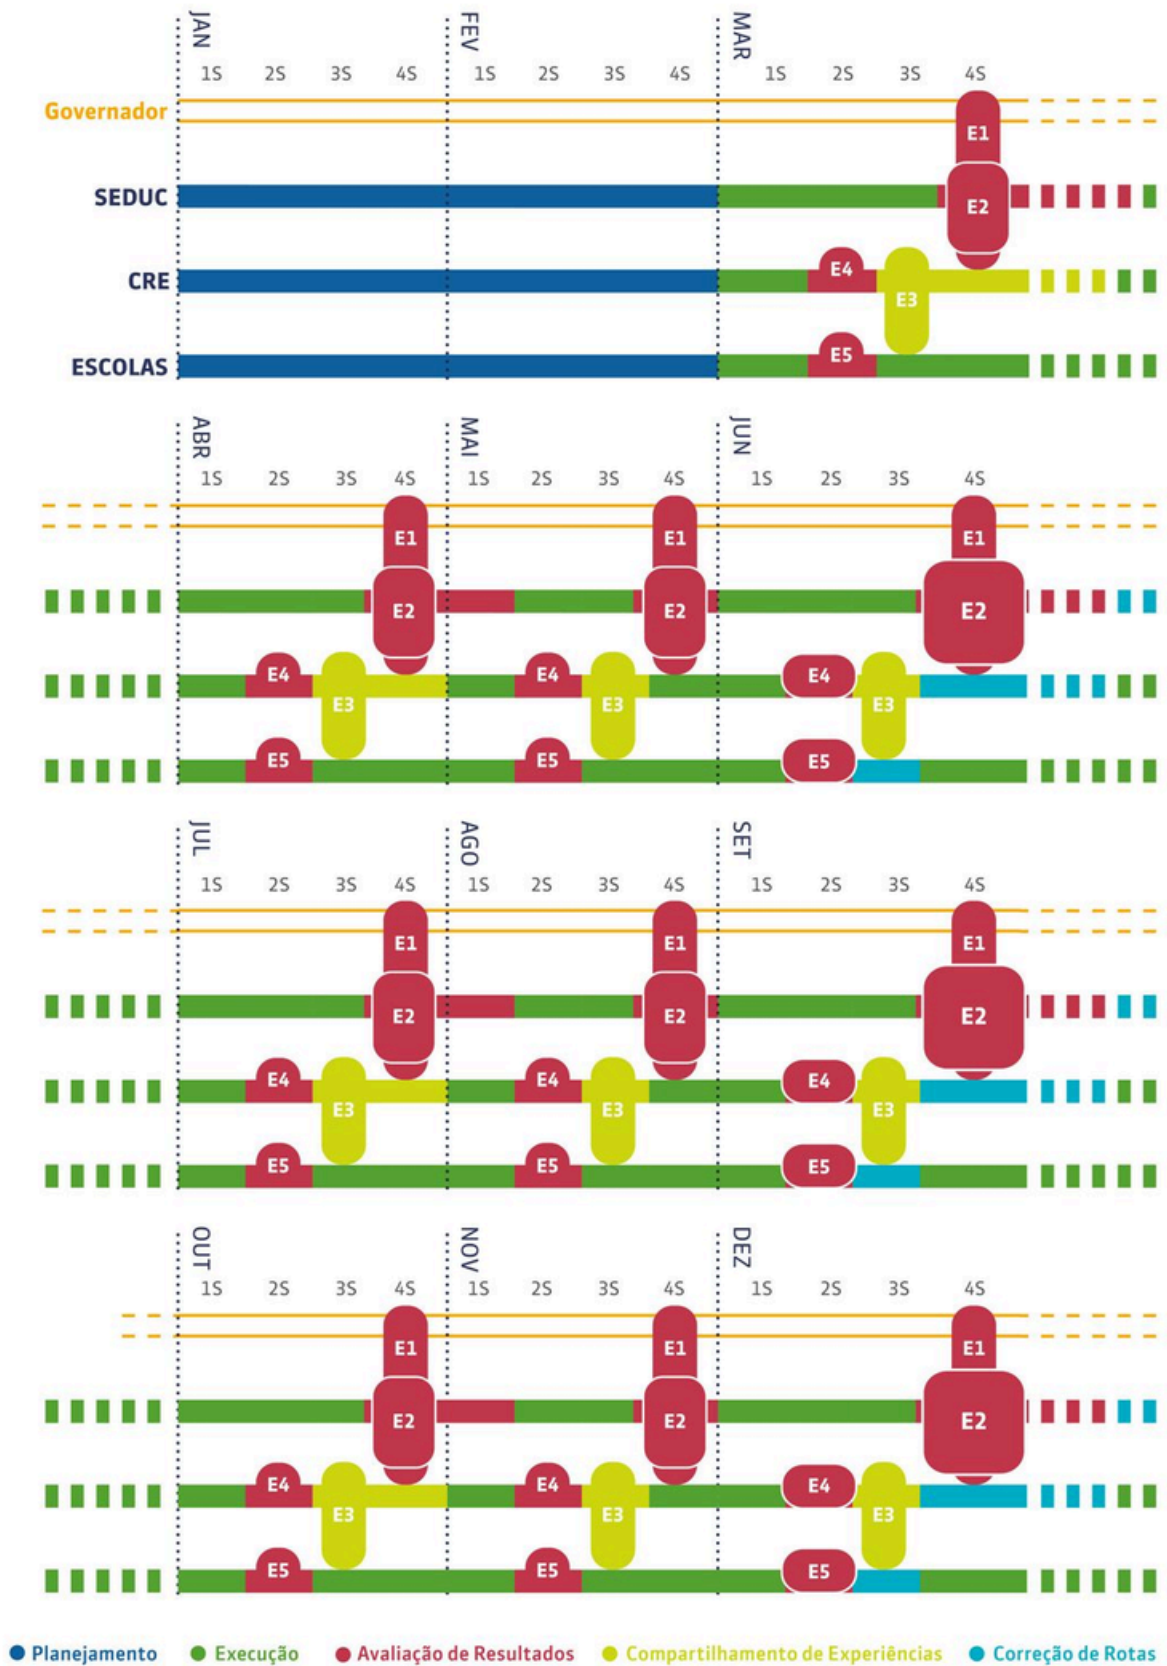 JAN FEV MAR
1S 2S 3S 4S 1S 2S 3S 4S 1S 2S 3S 4S
Governador E1
SEDUC E2
CRE E4 E3
ESCOLAS E5
ABR MAI JUN
1S 2S 3S 4S 1S 2S 3S 4S 1S 2S 3S 4S
E1 E1 E1
E2 E2 E2
E4 E3 E4 E3 E4 E3
E5 E5 E5
JUL AGO SET
1S 2S 3S 4S 1S 2S 3S 4S 1S 2S 3S 4S
E1 E1 E1
E2 E2 E2
E4 E3 E4 E3 E4 E3
E5 E5 E5
OUT NOV DEZ
1S 2S 3S 4S 1S 2S 3S 4S 1S 2S 3S 4S
E1 E1 E1
E2 E2 E2
E4 E3 E4 E3 E4 E3
E5 E5 E5
Planejamento Execução Avaliação de Resultados Compartilhamento de Experiências Correção de Rotas